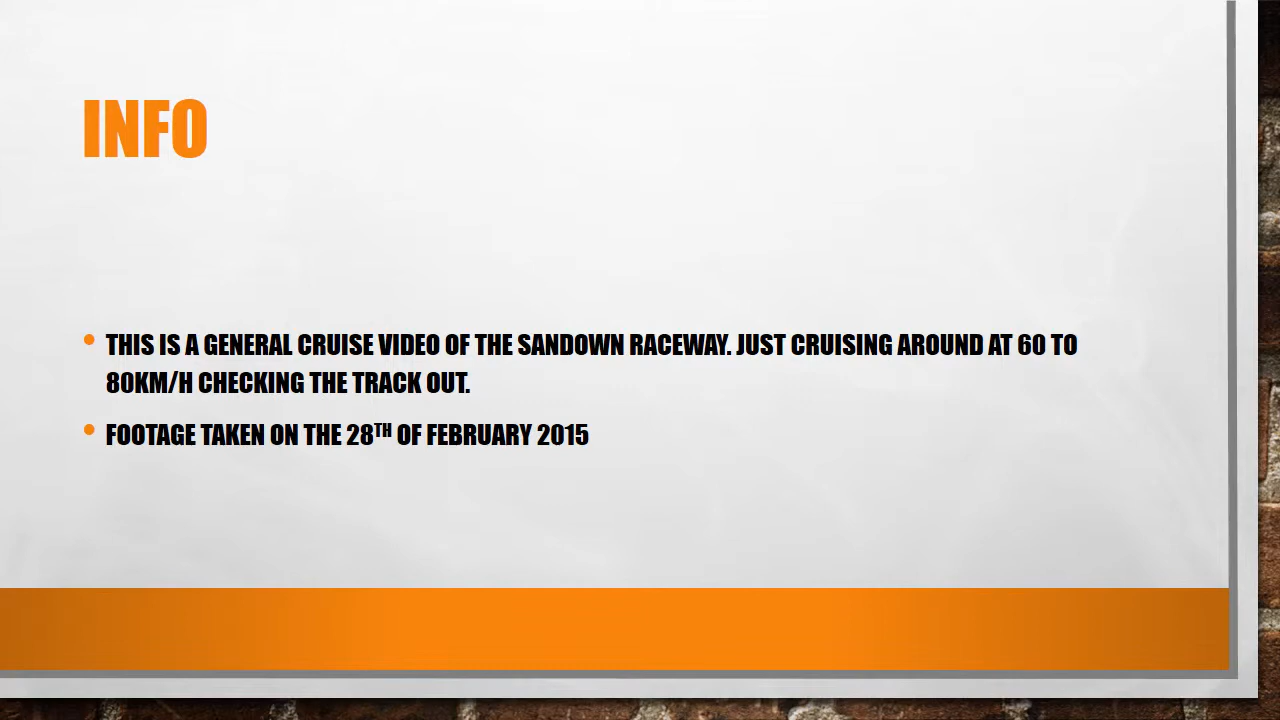 INFO
• THIS IS A GENERAL CRUISE VIDEO OF THE SANDOWN RACEWAY. JUST CRUISING AROUND AT 60 TO
80KM/H CHECKING THE TRACK OUT.
• FOOTAGE TAKEN ON THE 28TH OF FEBRUARY 2015